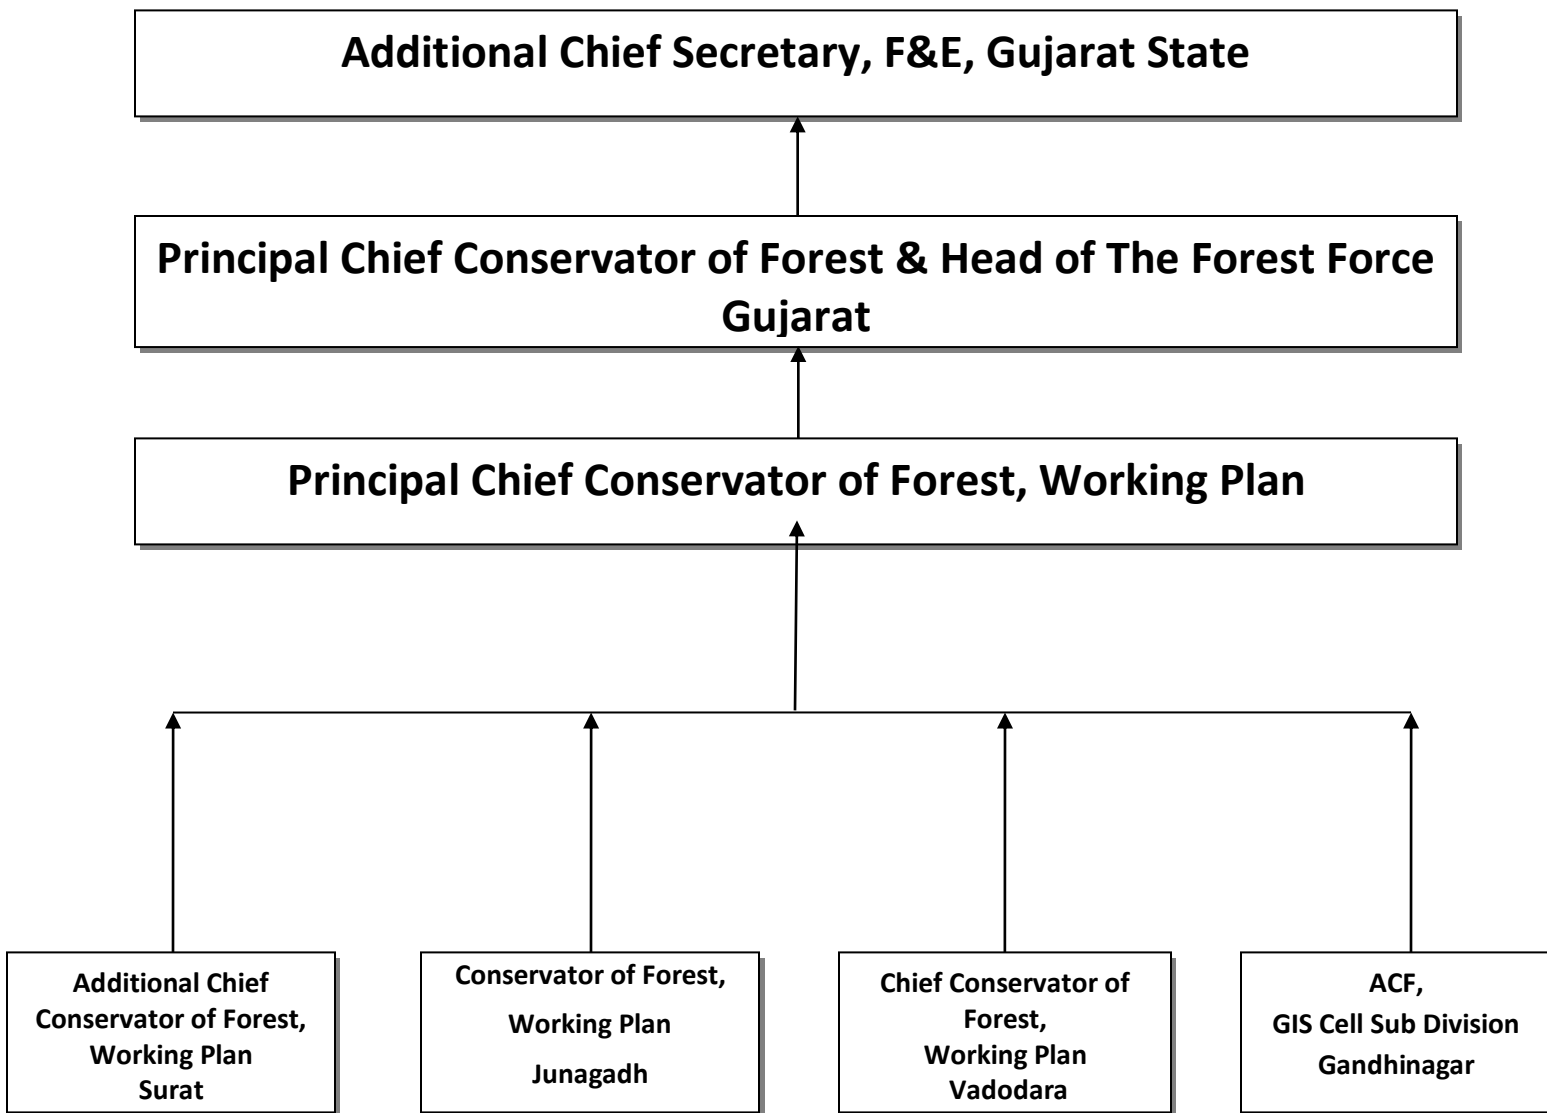 Additional Chief Secretary, F&E, Gujarat State
Principal Chief Conservator of Forest & Head of The Forest Force
Gujarat
Principal Chief Conservator of Forest, Working Plan
Additional Chief
Conservator of Forest,
Working Plan
Surat
Conservator of Forest,
Working Plan
Junagadh
Chief Conservator of
Forest,
Working Plan
Vadodara
ACF,
GIS Cell Sub Division
Gandhinagar